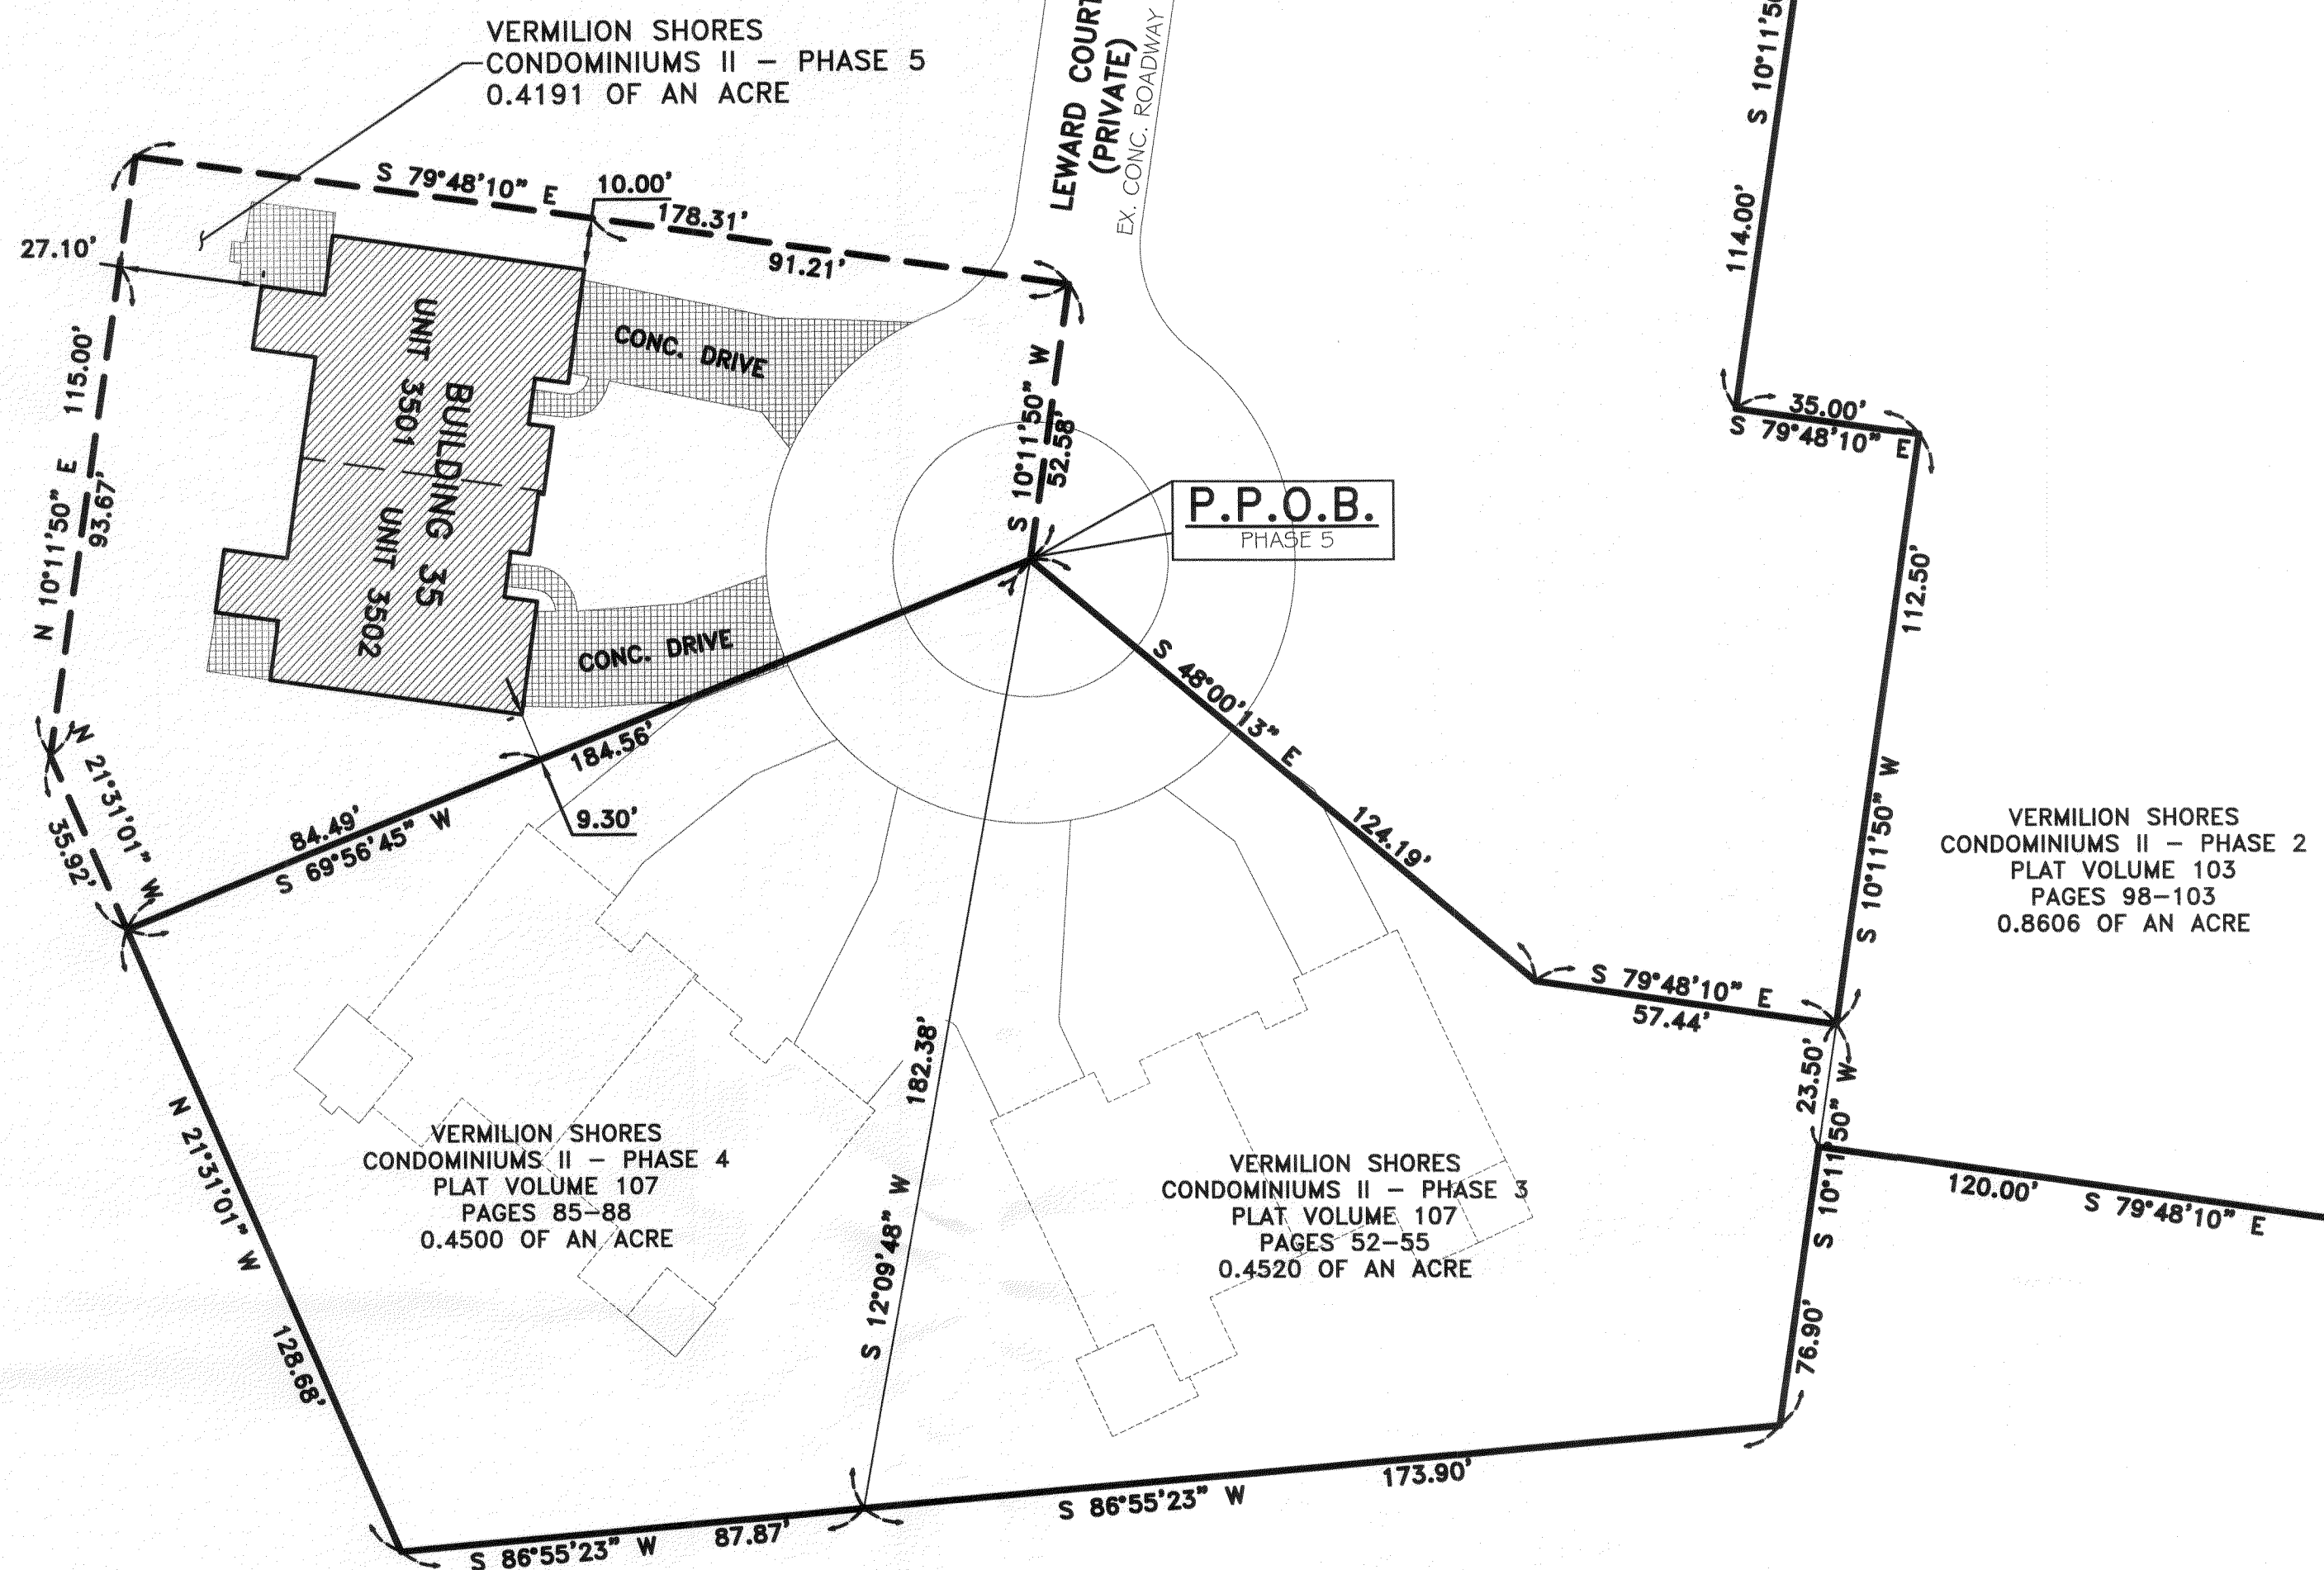 VERMILION SHORES
CONDOMINIUMS II – PHASE 5
0.4191 OF AN ACRE
LEWARD COURT
(PRIVATE)
EX. CONC. ROADWAY
S 10°11'50"
114.00'
S 79°48'10" E
10.00'
178.31'
91.21'
27.10'
N 10°11'50" E 115.00'
93.67'
UNIT 3501
BUILDING 35
UNIT 3502
CONC. DRIVE
CONC. DRIVE
S 10°11'50" W
52.58'
P.P.O.B.
PHASE 5
35.00'
S 79°48'10" E
112.50'
S 10°11'50" W
S 48°00'13" E
124.19'
N 21°31'01" W
35.92'
184.56'
84.49'
S 69°56'45" W
9.30'
VERMILION SHORES
CONDOMINIUMS II – PHASE 2
PLAT VOLUME 103
PAGES 98–103
0.8606 OF AN ACRE
S 79°48'10" E
57.44'
23.50'
S 10°11'50" W
120.00' S 79°48'10" E
76.90'
182.38'
S 12°09'48" W
N 21°31'01" W
128.68'
VERMILION SHORES
CONDOMINIUMS II – PHASE 4
PLAT VOLUME 107
PAGES 85–88
0.4500 OF AN ACRE
VERMILION SHORES
CONDOMINIUMS II – PHASE 3
PLAT VOLUME 107
PAGES 52–55
0.4520 OF AN ACRE
173.90'
S 86°55'23" W
S 86°55'23" W 87.87'